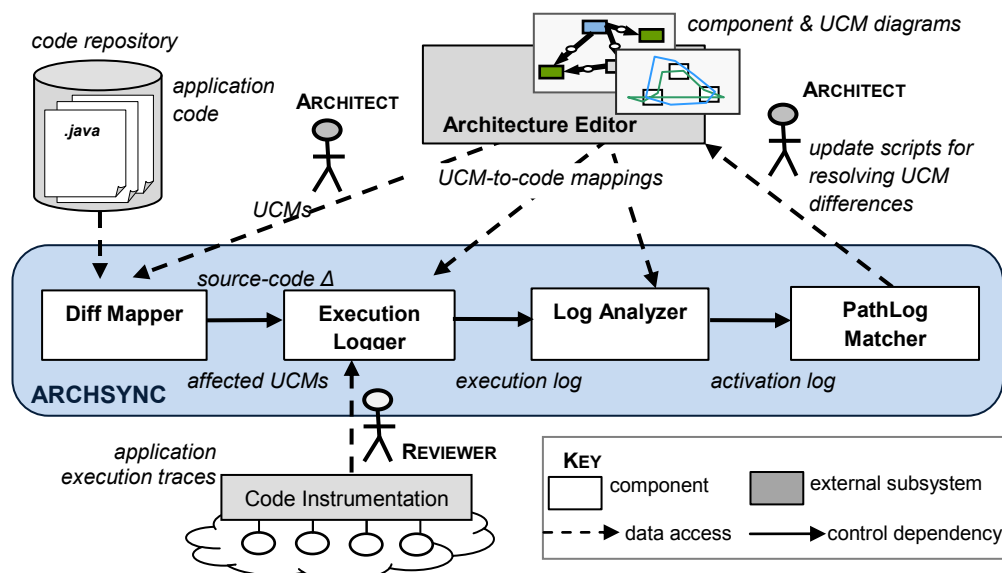 component & UCM diagrams
code repository
application
code
.java
ARCHITECT
Architecture Editor
ARCHITECT
update scripts for
resolving UCM
differences
UCM-to-code mappings
UCMs
source-code Δ
Diff Mapper
Execution
Logger
Log Analyzer
PathLog
Matcher
affected UCMs
execution log
activation log
ARCHSYNC
REVIEWER
application
execution traces
Code Instrumentation
KEY
component
external subsystem
data access
control dependency